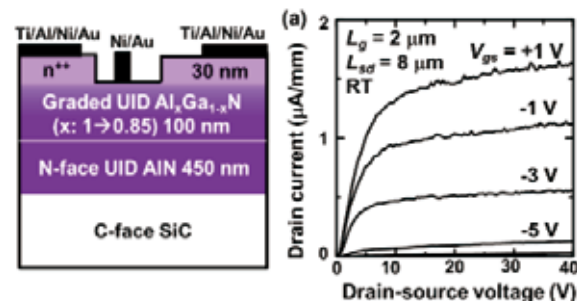 Ti/Al/Ni/Au
Ti/Al/Ni/Au
Ni/Au
n++
30 nm
Graded UID AlxGa1-xN
(x: 1→0.85) 100 nm
N-face UID AlN 450 nm
C-face SiC
(a)
Lg = 2 μm
Lsd = 8 μm
RT
Vgs = +1 V
-1 V
-3 V
-5 V
Drain current (μA/mm)
2
1
0
0
10
20
30
40
Drain-source voltage (V)